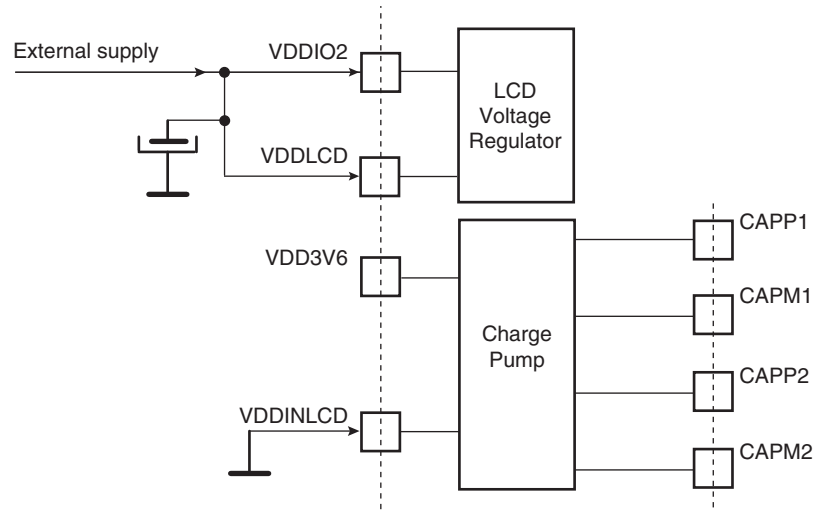 External supply
VDDIO2
LCD
Voltage
Regulator
VDDLCD
VDD3V6
Charge
Pump
VDDINLCD
CAPP1
CAPM1
CAPP2
CAPM2